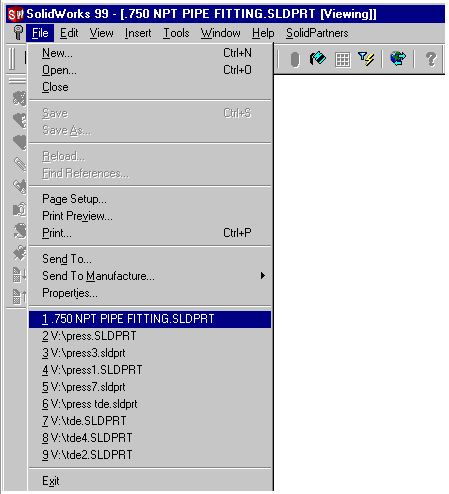 SW SolidWorks 99 - [.750 NPT PIPE FITTING.SLDPRT [Viewing]]
File Edit View Insert Tools Window Help SolidPartners
New... Ctrl+N
Open... Ctrl+O
Close
Save Ctrl+S
Save As...
Reload...
Find References...
Page Setup...
Print Preview...
Print... Ctrl+P
Send To...
Send To Manufacture...
Properties...
1 .750 NPT PIPE FITTING.SLDPRT
2 V:\press.SLDPRT
3 V:\press3.sldprt
4 V:\press1.SLDPRT
5 V:\press7.sldprt
6 V:\press tde.sldprt
7 V:\tde.SLDPRT
8 V:\tde4.SLDPRT
9 V:\tde2.SLDPRT
Exit